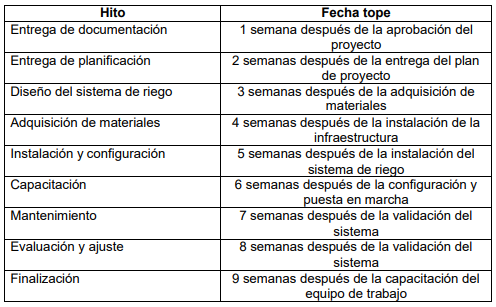 Hito Fecha tope
Entrega de documentación 1 semana después de la aprobación del
proyecto
Entrega de planificación 2 semanas después de la entrega del plan
de proyecto
Diseño del sistema de riego 3 semanas después de la adquisición de
materiales
Adquisición de materiales 4 semanas después de la instalación de la
infraestructura
Instalación y configuración 5 semanas después de la instalación del
sistema de riego
Capacitación 6 semanas después de la configuración y
puesta en marcha
Mantenimiento 7 semanas después de la validación del
sistema
Evaluación y ajuste 8 semanas después de la validación del
sistema
Finalización 9 semanas después de la capacitación del
equipo de trabajo